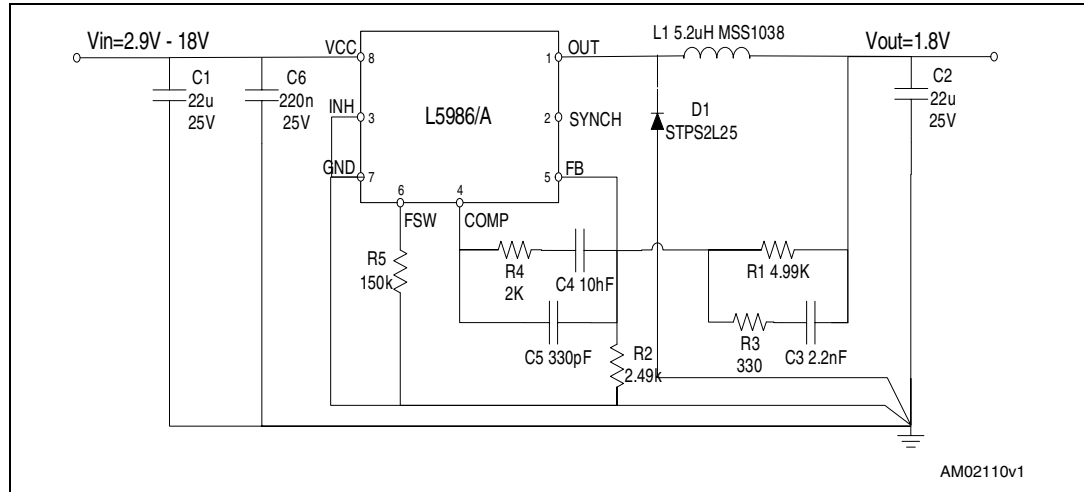 L1 5.2uH MSS1038
Vin=2.9V - 18V
VCC
OUT
Vout=1.8V
8
1
C1
22u
25V
C6
220n
25V
C2
22u
25V
INH
3
L5986/A
2
SYNCH
D1
STPS2L25
GND
7
5
FB
6
4
FSW
COMP
R5
150k
R4
2K
C4 10hF
R1 4.99K
C5 330pF
R2
2.49k
R3
330
C3 2.2nF
AM02110v1